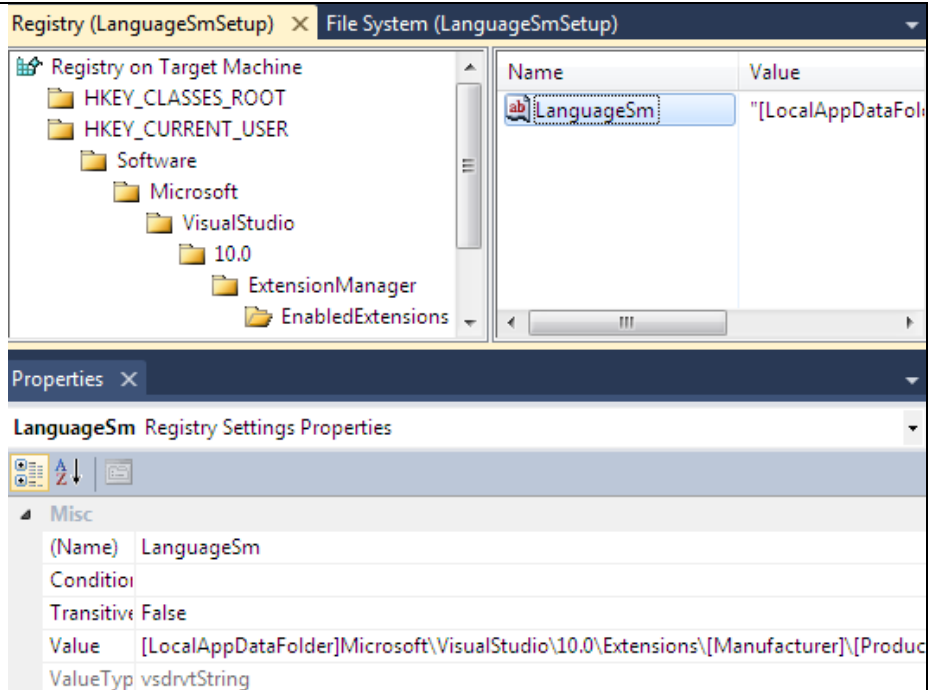 Registry (LanguageSmSetup) File System (LanguageSmSetup)
Registry on Target Machine
HKEY_CLASSES_ROOT
HKEY_CURRENT_USER
Software
Microsoft
VisualStudio
10.0
ExtensionManager
EnabledExtensions
Name Value
ab LanguageSm "[LocalAppDataFol
Properties
LanguageSm Registry Settings Properties
Misc
(Name) LanguageSm
Condition
Transitive False
Value [LocalAppDataFolder]Microsoft\VisualStudio\10.0\Extensions\[Manufacturer]\[Produc
ValueTyp vsdrvtString